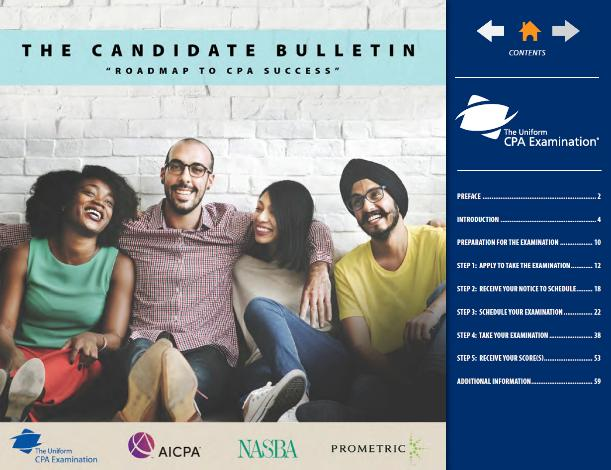 THE CANDIDATE BULLETIN
“ROADMAP TO CPA SUCCESS”
The Uniform
CPA Examination
AICPA
NASBA
PROMETRIC
CONTENTS
The Uniform
CPA Examination®
PREFACE ................................................ 2
INTRODUCTION ....................................... 4
PREPARATION FOR THE EXAMINATION ............. 10
STEP 1: APPLY TO TAKE THE EXAMINATION.......... 12
STEP 2: RECEIVE YOUR NOTICE TO SCHEDULE....... 18
STEP 3: SCHEDULE YOUR EXAMINATION ............ 22
STEP 4: TAKE YOUR EXAMINATION .................. 38
STEP 5: RECEIVE YOUR SCORE(S).................... 53
ADDITIONAL INFORMATION......................... 59